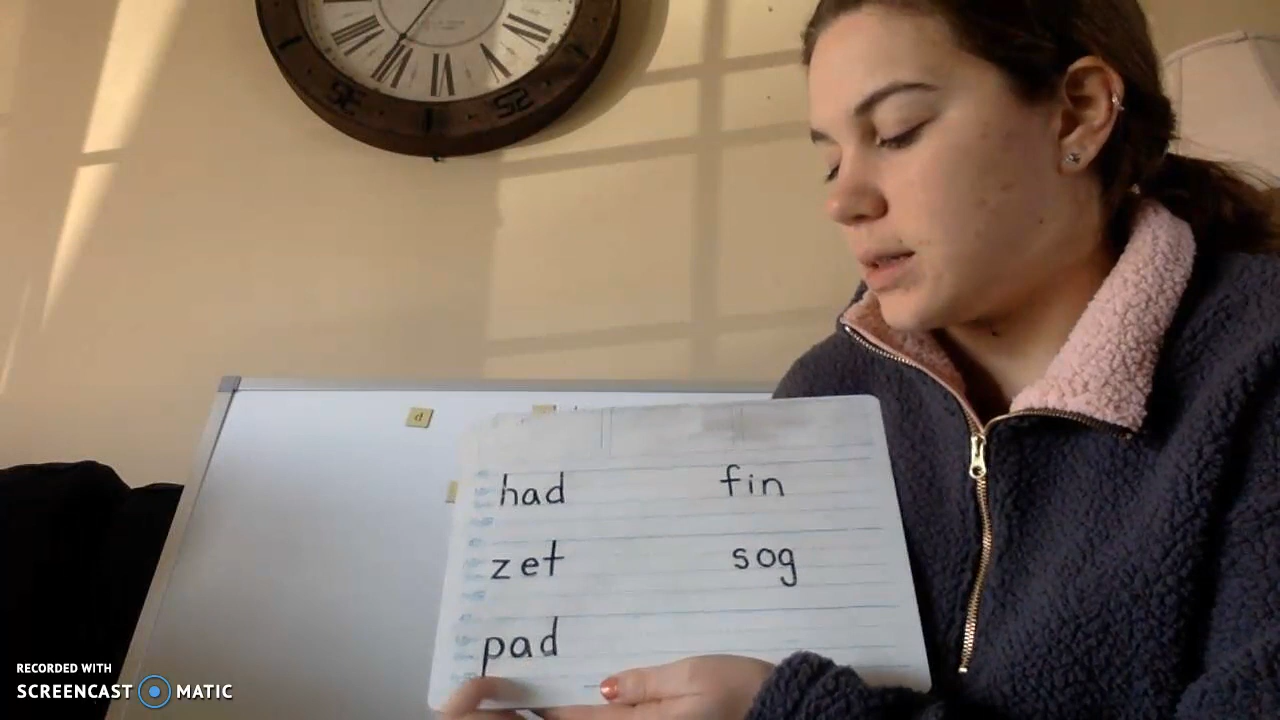 d
had fin
zet sog
pad
RECORDED WITH
SCREENCAST MATIC